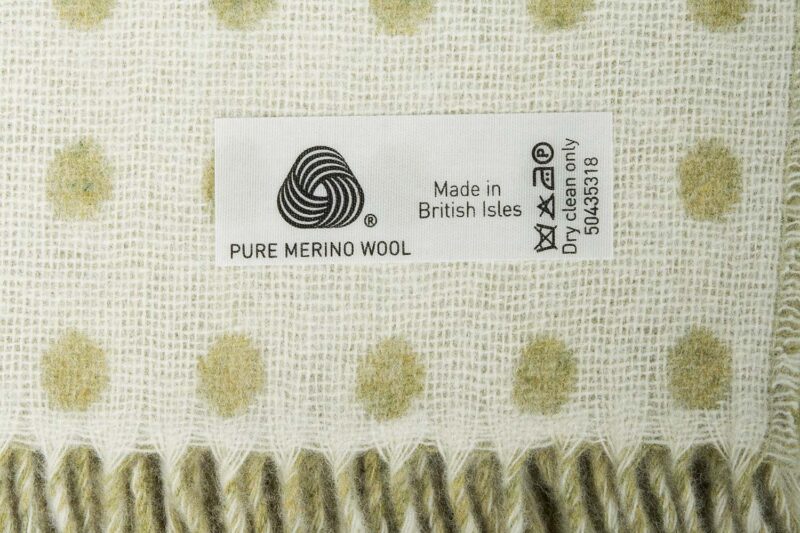 ®
PURE MERINO WOOL
Made in
British Isles
P
Dry clean only
50435318